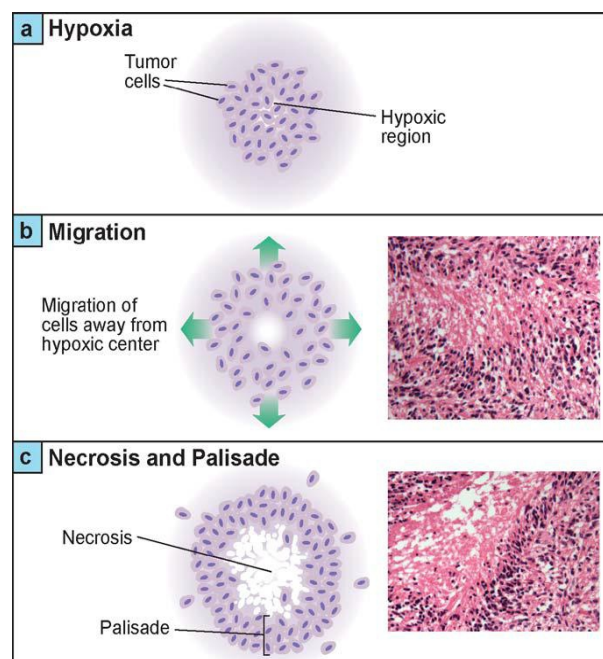 a Hypoxia
Tumor
cells
Hypoxic
region
b Migration
Migration of
cells away from
hypoxic center
c Necrosis and Palisade
Necrosis
Palisade